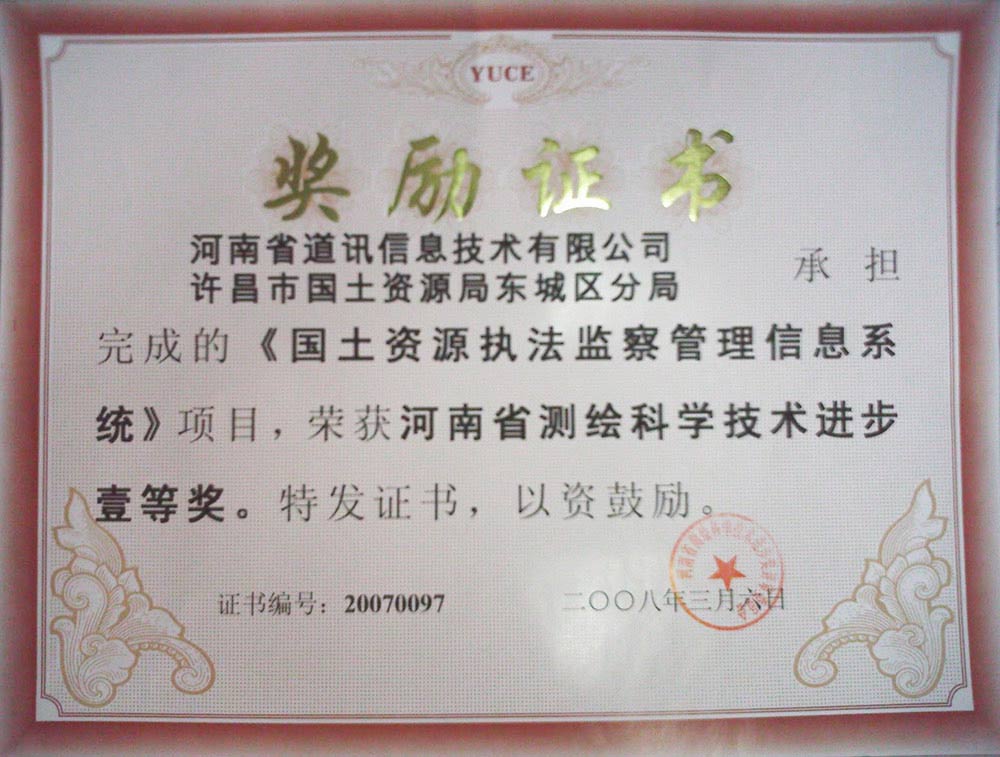 YUCE
奖励证书
河南省道讯信息技术有限公司
许昌市国土资源局东城区分局
承担
完成的《国土资源执法监察管理信息系
统》项目，荣获河南省测绘科学技术进步
壹等奖。特发证书，以资鼓励。
证书编号：20070097
二〇〇八年三月六日